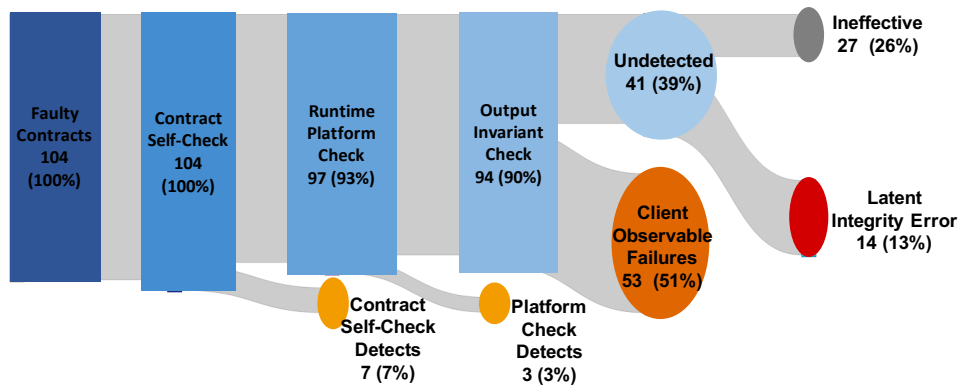 Faulty
Contracts
104
(100%)
Contract
Self-Check
104
(100%)
Runtime
Platform
Check
97 (93%)
Output
Invariant
Check
94 (90%)
Undetected
41 (39%)
Ineffective
27 (26%)
Client
Observable
Failures
53 (51%)
Latent
Integrity Error
14 (13%)
Contract
Self-Check
Detects
7 (7%)
Platform
Check
Detects
3 (3%)